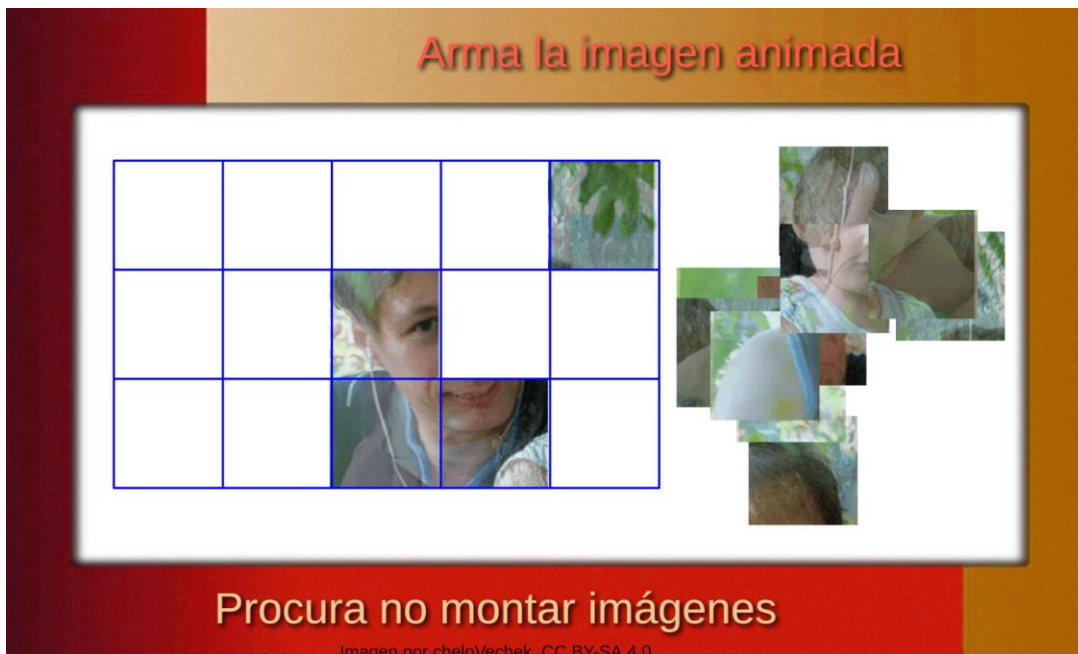 Arma la imagen animada
Procura no montar imágenes
Imagen por cheloVechek, CC BY-SA 4.0